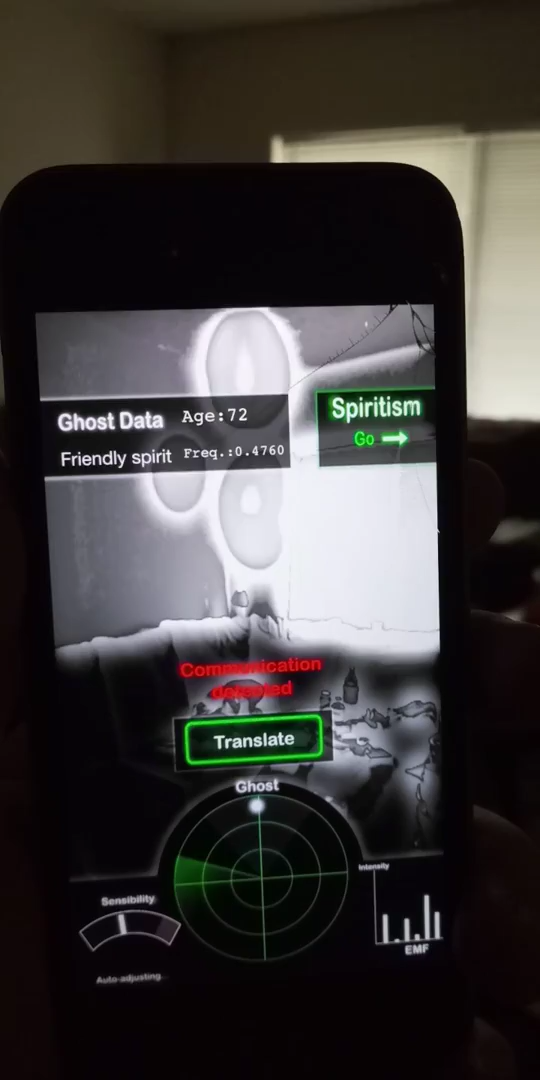 Ghost Data Age:72
Friendly spirit Freq.:0.4760
Spiritism
Go
Communication
detected
Translate
Ghost
Sensibility
Auto-adjusting...
Intensity
EMF